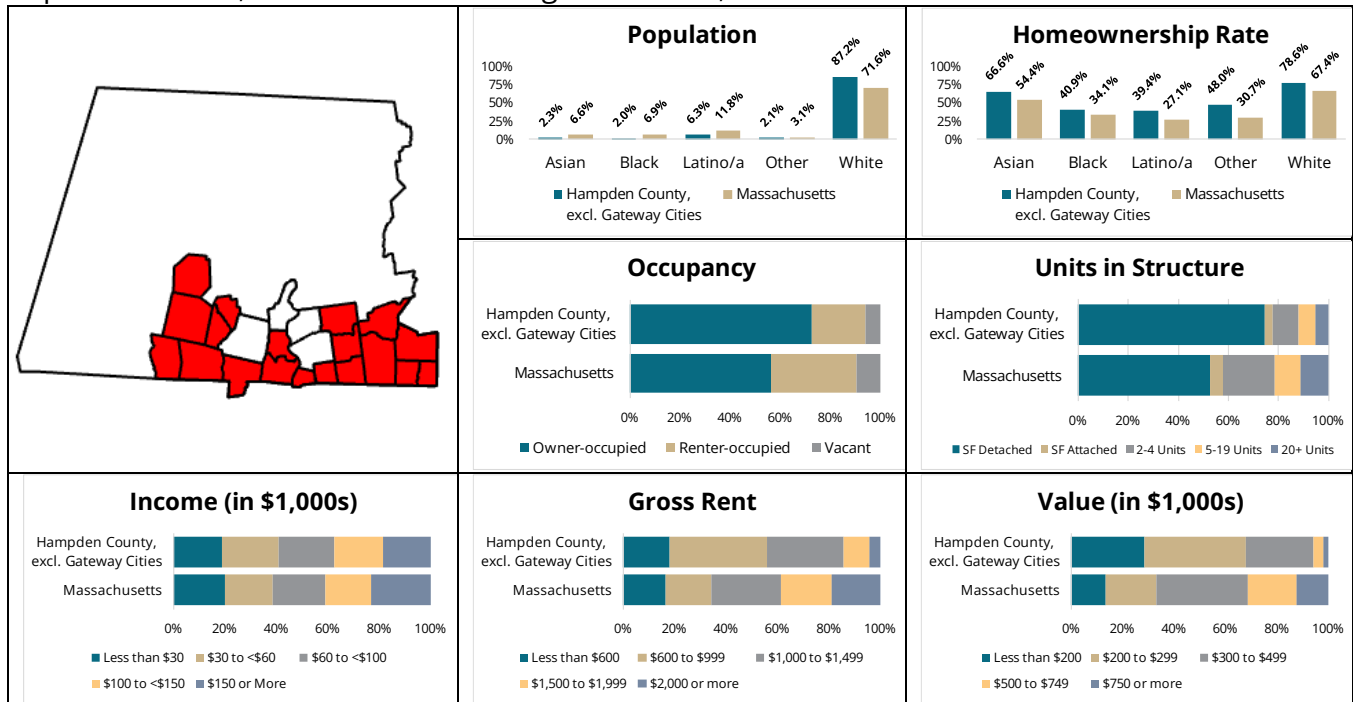 Population
100%
75%
50%
25%
0%
2.3%
6.6%
2.0%
6.9%
6.3%
11.8%
2.1%
3.1%
87.2%
71.6%
Asian Black Latino/a Other White
Hampden County, Massachusetts
excl. Gateway Cities
Homeownership Rate
100%
75%
50%
25%
0%
66.6%
54.4%
40.9%
34.1%
39.4%
27.1%
48.0%
30.7%
78.6%
67.4%
Asian Black Latino/a Other White
Hampden County, Massachusetts
excl. Gateway Cities
Occupancy
Hampden County,
excl. Gateway Cities
Massachusetts
0% 20% 40% 60% 80% 100%
Owner-occupied Renter-occupied Vacant
Units in Structure
Hampden County,
excl. Gateway Cities
Massachusetts
0% 20% 40% 60% 80% 100%
SF Detached SF Attached 2-4 Units 5-19 Units 20+ Units
Income (in $1,000s)
Hampden County,
excl. Gateway Cities
Massachusetts
0% 20% 40% 60% 80% 100%
Less than $30 $30 to <$60 $60 to <$100
$100 to <$150 $150 or More
Gross Rent
Hampden County,
excl. Gateway Cities
Massachusetts
0% 20% 40% 60% 80% 100%
Less than $600 $600 to $999 $1,000 to $1,499
$1,500 to $1,999 $2,000 or more
Value (in $1,000s)
Hampden County,
excl. Gateway Cities
Massachusetts
0% 20% 40% 60% 80% 100%
Less than $200 $200 to $299 $300 to $499
$500 to $749 $750 or more